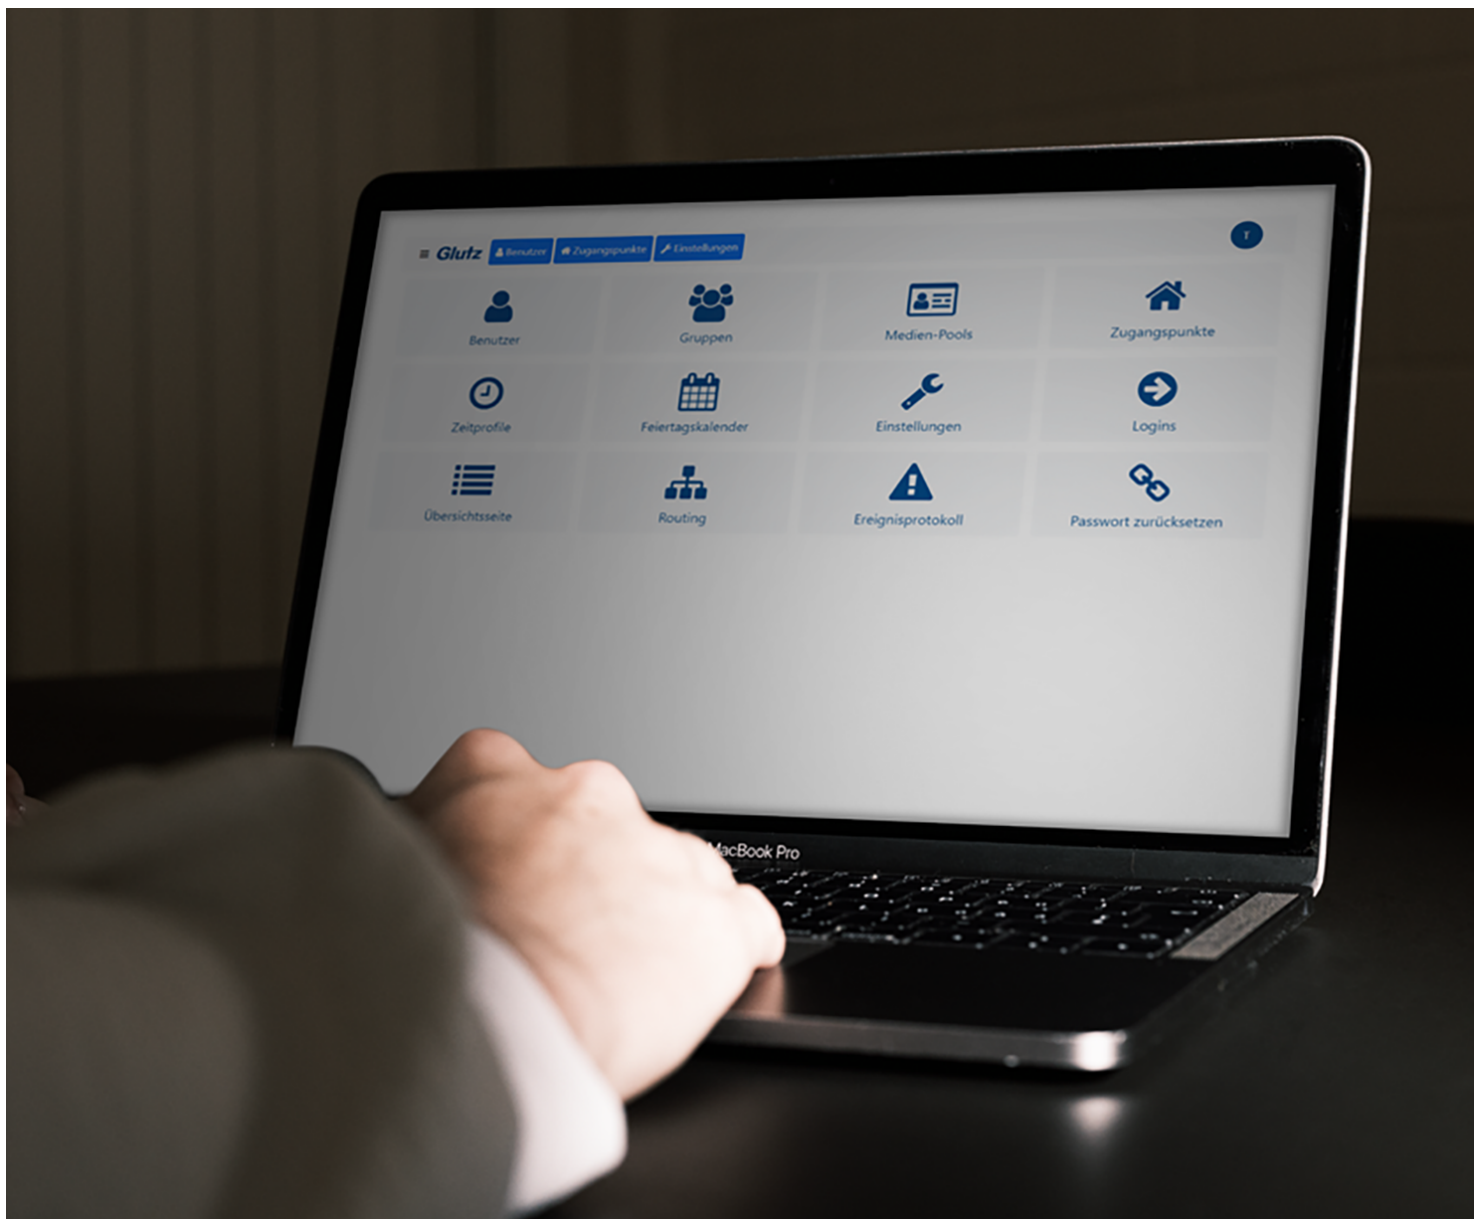 Glutz Benutzer Zugangspunkte Einstellungen T
Benutzer Gruppen Medien-Pools Zugangspunkte
Zeitprofile Feiertagskalender Einstellungen Logins
Übersichtsseite Routing Ereignisprotokoll Passwort zurücksetzen
MacBook Pro